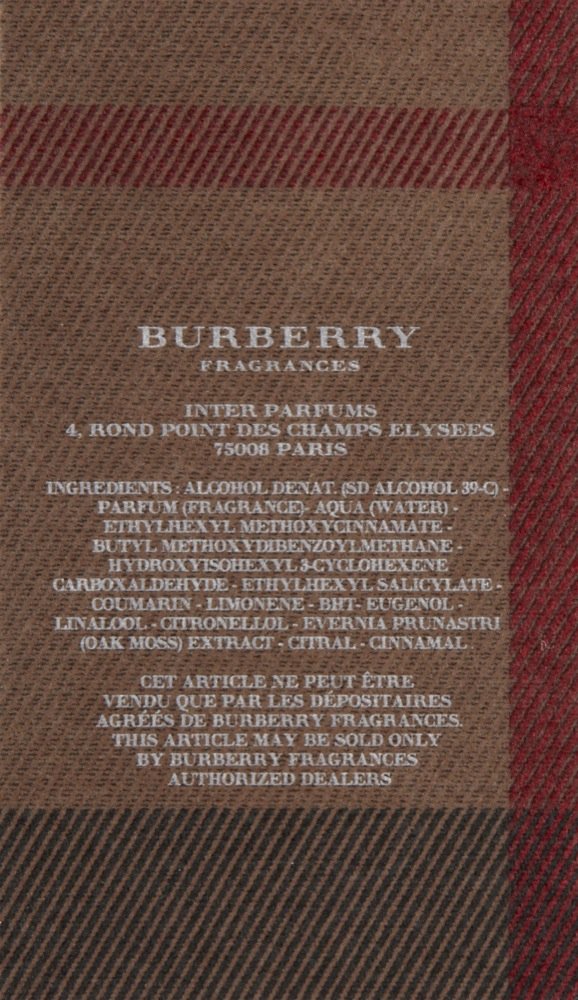 BURBERRY
FRAGRANCES
INTER PARFUMS
4, ROND POINT DES CHAMPS ELYSEES
75008 PARIS
INGREDIENTS : ALCOHOL DENAT. (SD ALCOHOL 39-C) -
PARFUM (FRAGRANCE)- AQUA (WATER) -
ETHYLHEXYL METHOXYCINNAMATE -
BUTYL METHOXYDIBENZOYLMETHANE -
HYDROXYISOHEXYL 3-CYCLOHEXENE
CARBOXALDEHYDE - ETHYLHEXYL SALICYLATE -
COUMARIN - LIMONENE - BHT- EUGENOL -
LINALOOL - CITRONELLOL - EVERNIA PRUNASTRI
(OAK MOSS) EXTRACT - CITRAL - CINNAMAL .
CET ARTICLE NE PEUT ÊTRE
VENDU QUE PAR LES DÉPOSITAIRES
AGRÉÉS DE BURBERRY FRAGRANCES.
THIS ARTICLE MAY BE SOLD ONLY
BY BURBERRY FRAGRANCES
AUTHORIZED DEALERS